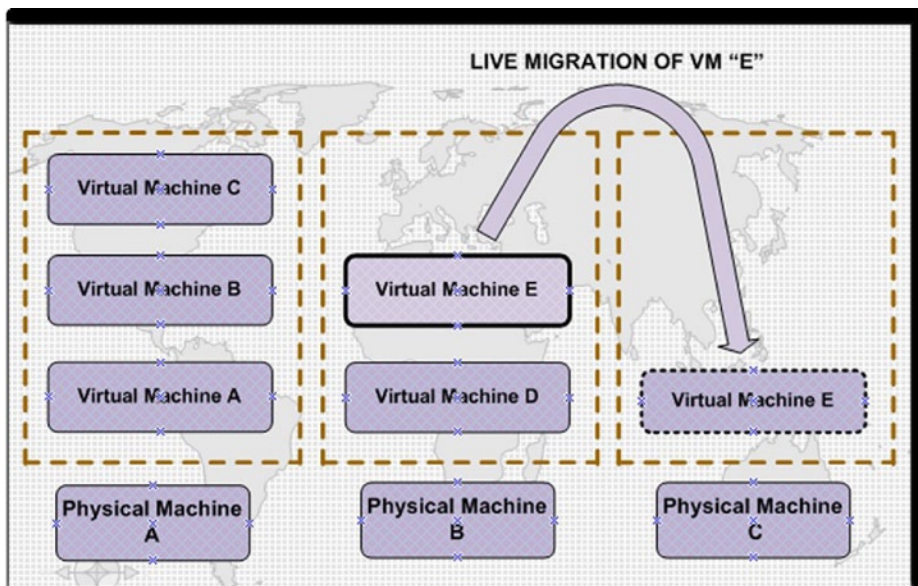 LIVE MIGRATION OF VM “E”
Virtual Machine C
Virtual Machine B
Virtual Machine A
Virtual Machine E
Virtual Machine D
Virtual Machine E
Physical Machine
A
Physical Machine
B
Physical Machine
C